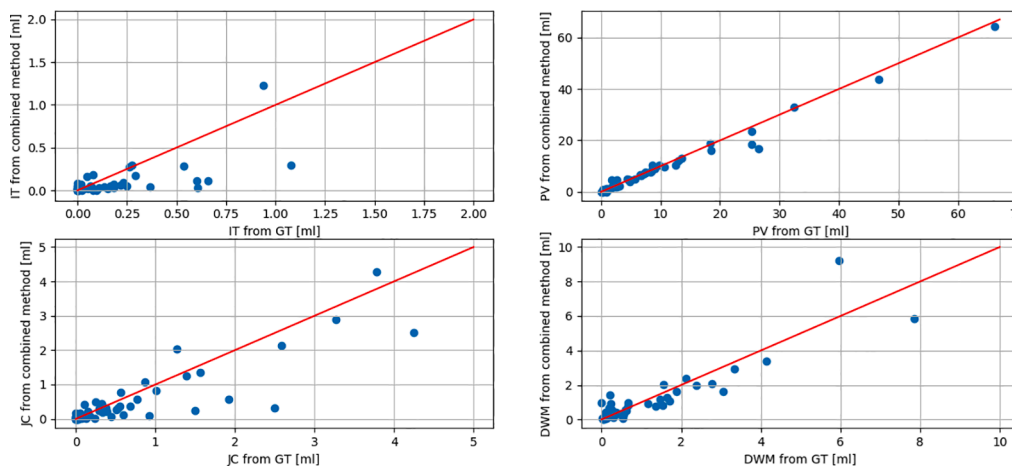 IT from combined method [ml]
2.0
1.5
1.0
0.5
0.0
0.00 0.25 0.50 0.75 1.00 1.25 1.50 1.75 2.00
IT from GT [ml]
PV from combined method [ml]
60
40
20
0
0 10 20 30 40 50 60
PV from GT [ml]
JC from combined method [ml]
5
4
3
2
1
0
0 1 2 3 4 5
JC from GT [ml]
DWM from combined method [ml]
10
8
6
4
2
0
0 2 4 6 8 10
DWM from GT [ml]